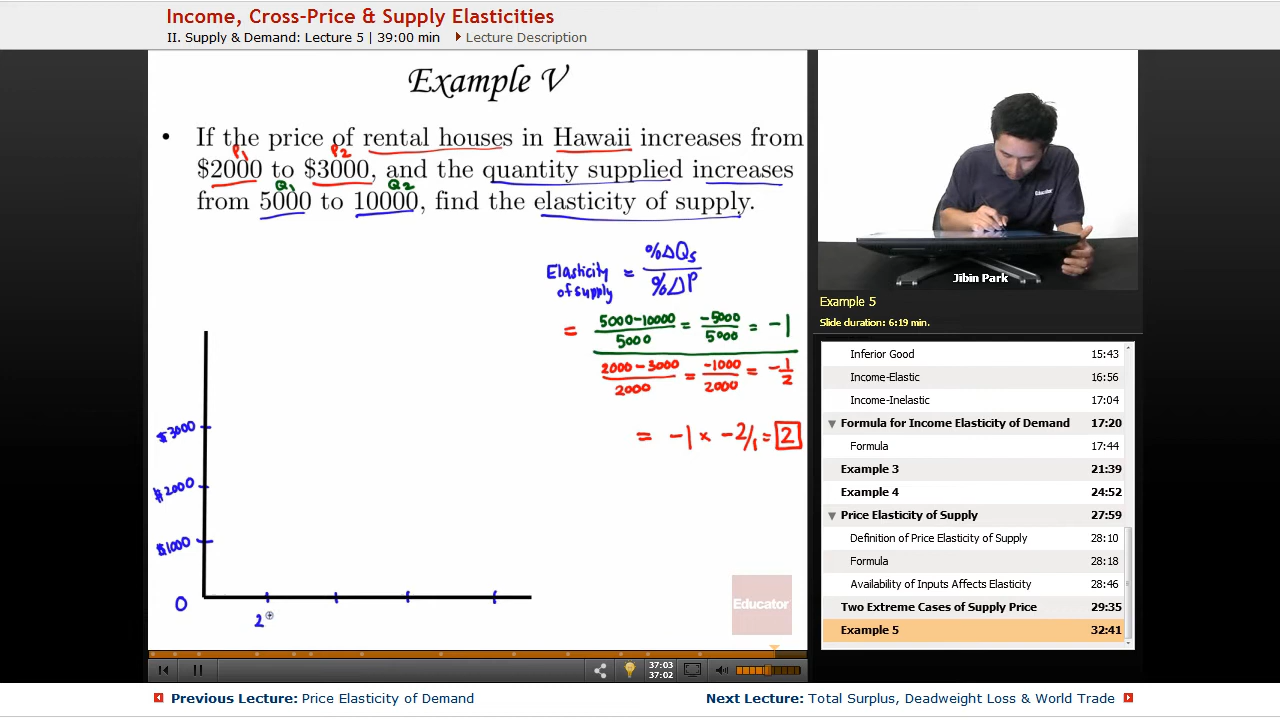 Income, Cross-Price & Supply Elasticities
II. Supply & Demand: Lecture 5 | 39:00 min
Lecture Description
Example V
• If the price of rental houses in Hawaii increases from
P1 P2
$2000 to $3000, and the quantity supplied increases
Q1 Q2
from 5000 to 10000, find the elasticity of supply.
Elasticity of supply = %ΔQs / %ΔP
= 5000-10000 / 5000 = -5000 / 5000 = -1
2000-3000 / 2000 = -1000 / 2000 = -1/2
= -1 x -2/1 = 2
$3000
$2000
$1000
0
2
Educator
Educator
Jibin Park
Example 5
Slide duration: 6:19 min.
Inferior Good 15:43
Income-Elastic 16:56
Income-Inelastic 17:04
Formula for Income Elasticity of Demand 17:20
Formula 17:44
Example 3 21:39
Example 4 24:52
Price Elasticity of Supply 27:59
Definition of Price Elasticity of Supply 28:10
Formula 28:18
Availability of Inputs Affects Elasticity 28:46
Two Extreme Cases of Supply Price 29:35
Example 5 32:41
37:03
37:02
Previous Lecture: Price Elasticity of Demand
Next Lecture: Total Surplus, Deadweight Loss & World Trade